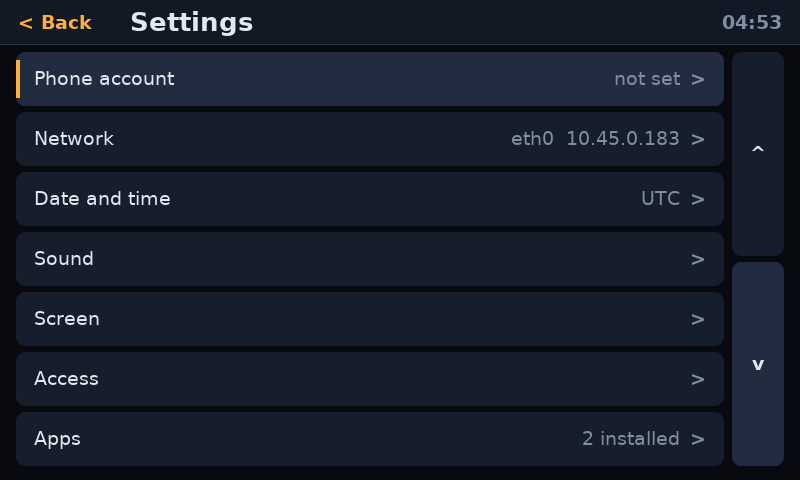 < Back Settings 04:53
Phone account not set >
Network eth0 10.45.0.183 >
Date and time UTC >
Sound >
Screen >
Access >
Apps 2 installed >
^
v